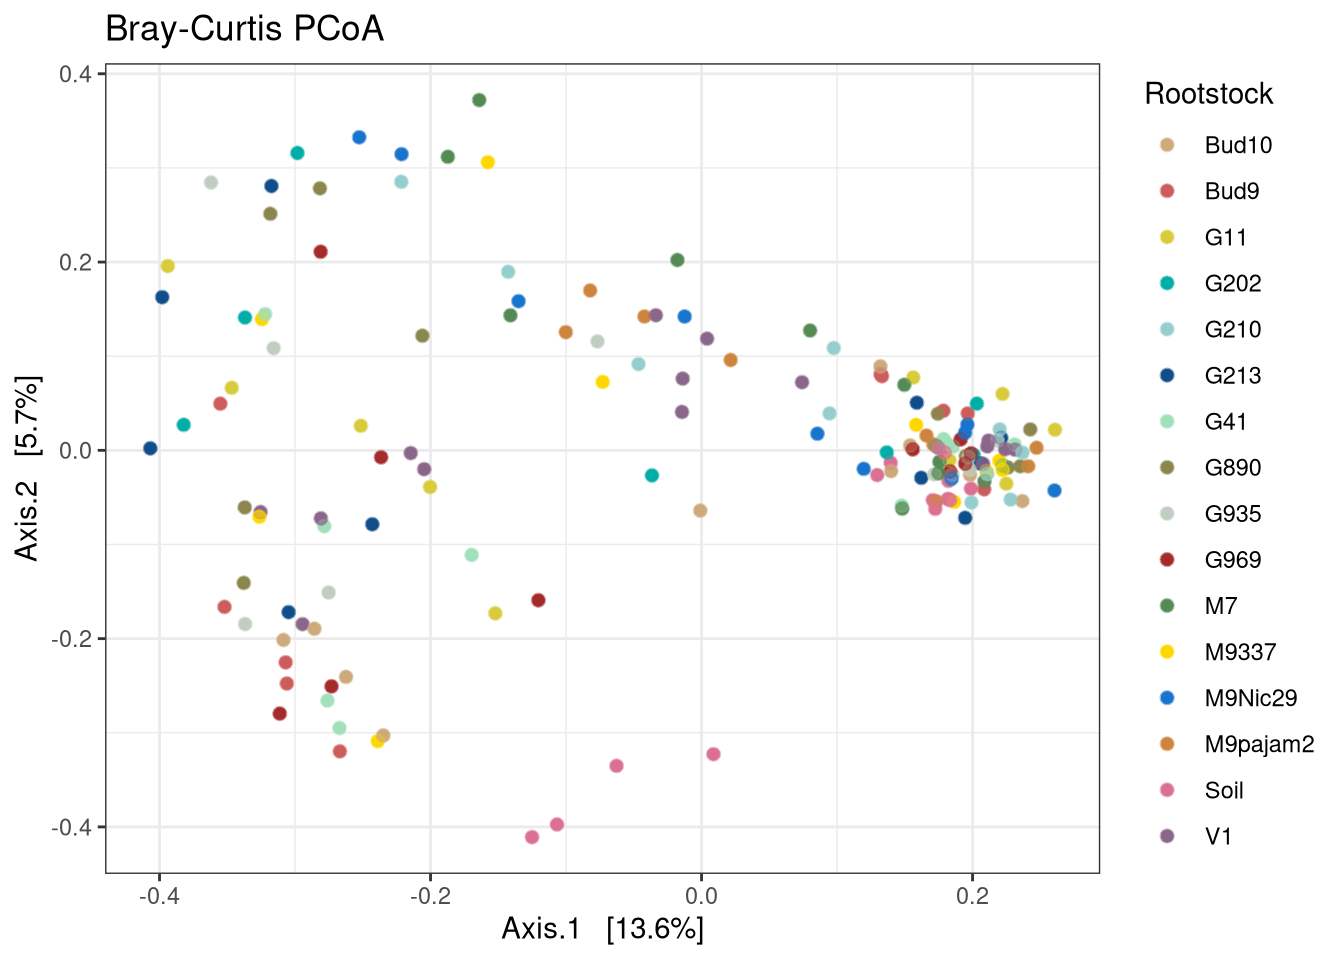 Bray-Curtis PCoA
Rootstock
Bud10
Bud9
G11
G202
G210
G213
G41
G890
G935
G969
M7
M9337
M9Nic29
M9pajam2
Soil
V1
Axis.2 [5.7%]
0.4
0.2
0.0
-0.2
-0.4
-0.4 -0.2 0.0 0.2
Axis.1 [13.6%]